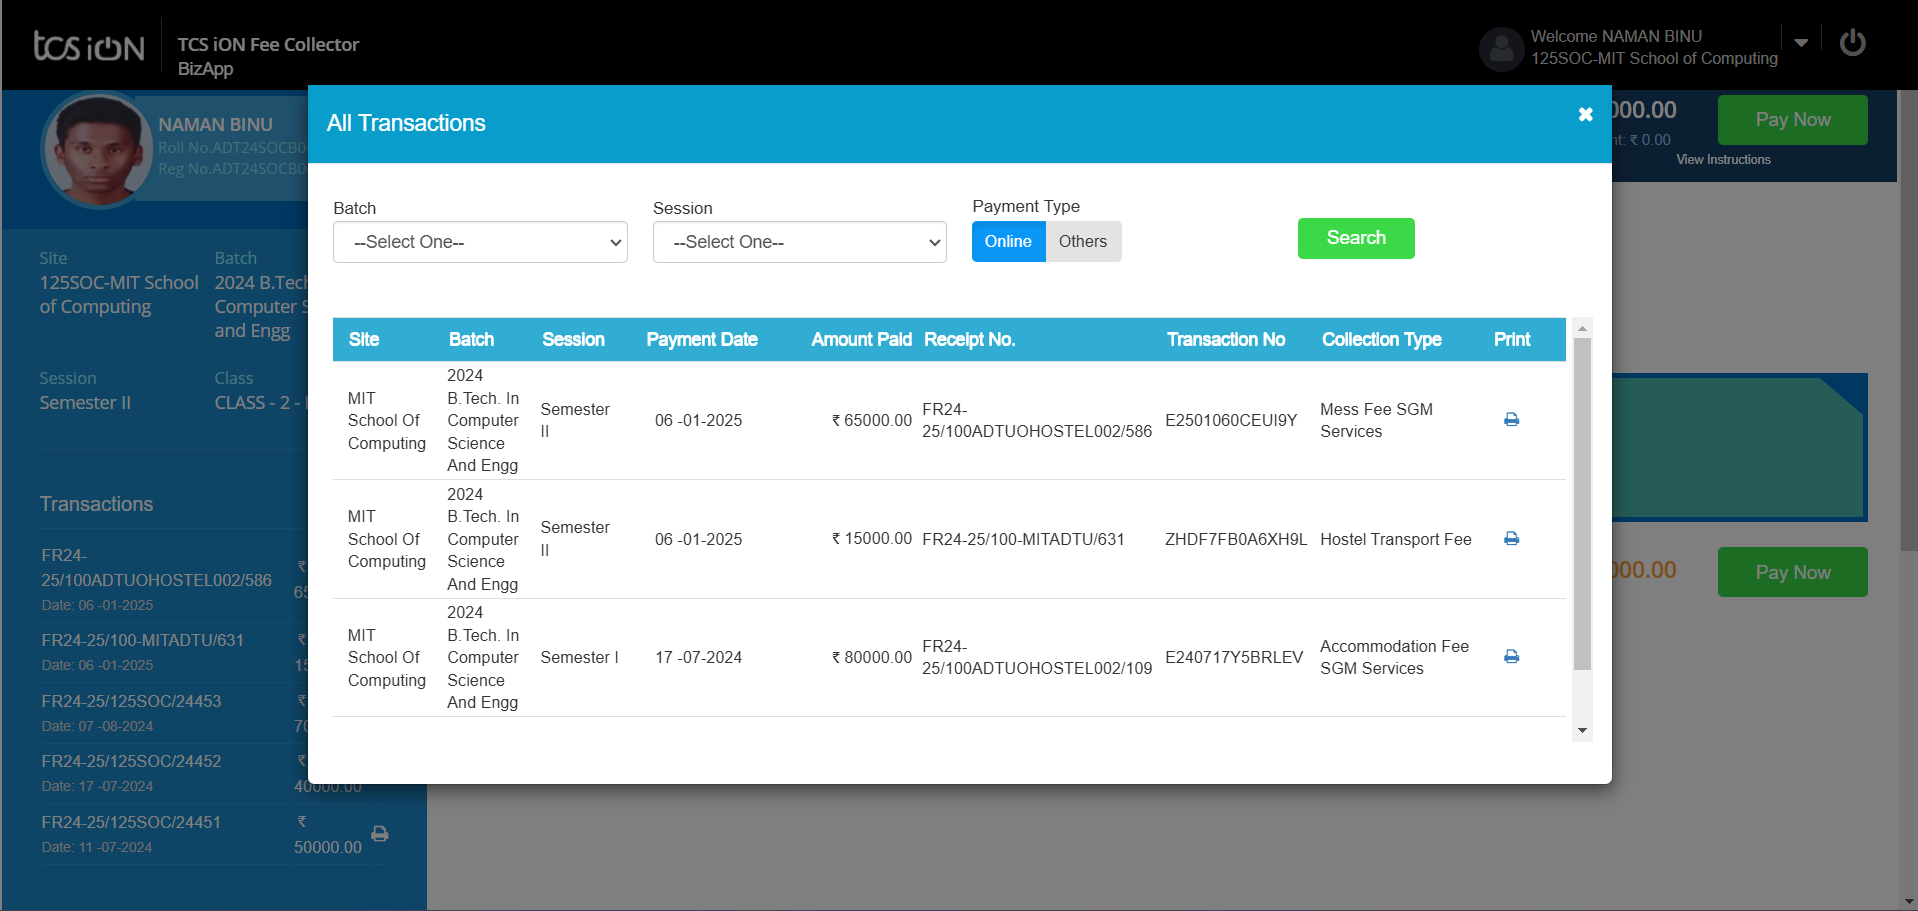 tcs iON
TCS iON Fee Collector
BizApp
Welcome NAMAN BINU
125SOC-MIT School of Computing
NAMAN BINU
Roll No.ADT24SOCB0
Reg No.ADT24SOCB0
000.00
nt: ₹ 0.00
Pay Now
View Instructions
Site
125SOC-MIT School
of Computing
Batch
2024 B.Tech
Computer S
and Engg
Session
Semester II
Class
CLASS - 2 -
Transactions
FR24-
25/100ADTUOHOSTEL002/586
Date: 06 -01-2025
₹
65
FR24-25/100-MITADTU/631
Date: 06 -01-2025
₹
15
FR24-25/125SOC/24453
Date: 07 -08-2024
₹
70
FR24-25/125SOC/24452
Date: 17 -07-2024
₹
40000.00
FR24-25/125SOC/24451
Date: 11 -07-2024
₹
50000.00
All Transactions
Batch
--Select One--
Session
--Select One--
Payment Type
Online Others
Search
Site Batch Session Payment Date Amount Paid Receipt No. Transaction No Collection Type Print
MIT
School Of
Computing
2024
B.Tech. In
Computer
Science
And Engg
Semester
II
06 -01-2025
₹ 65000.00
FR24-
25/100ADTUOHOSTEL002/586
E2501060CEUI9Y
Mess Fee SGM
Services
MIT
School Of
Computing
2024
B.Tech. In
Computer
Science
And Engg
Semester
II
06 -01-2025
₹ 15000.00
FR24-25/100-MITADTU/631
ZHDF7FB0A6XH9L
Hostel Transport Fee
MIT
School Of
Computing
2024
B.Tech. In
Computer
Science
And Engg
Semester I
17 -07-2024
₹ 80000.00
FR24-
25/100ADTUOHOSTEL002/109
E240717Y5BRLEV
Accommodation Fee
SGM Services
000.00
Pay Now